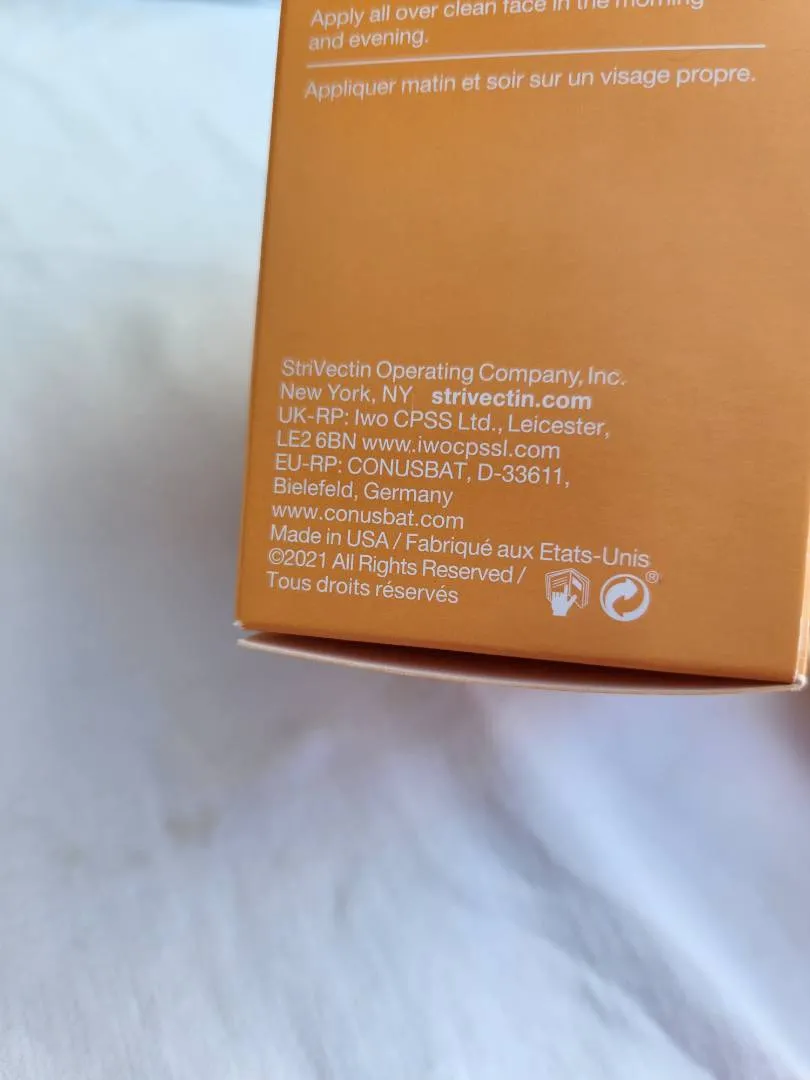 Apply all over clean face in the morning
and evening.
Appliquer matin et soir sur un visage propre.
StriVectin Operating Company, Inc.
New York, NY strivectin.com
UK-RP: Iwo CPSS Ltd., Leicester,
LE2 6BN www.iwocpssl.com
EU-RP: CONUSBAT, D-33611,
Bielefeld, Germany
www.conusbat.com
Made in USA / Fabriqué aux Etats-Unis
©2021 All Rights Reserved /
Tous droits réservés
®